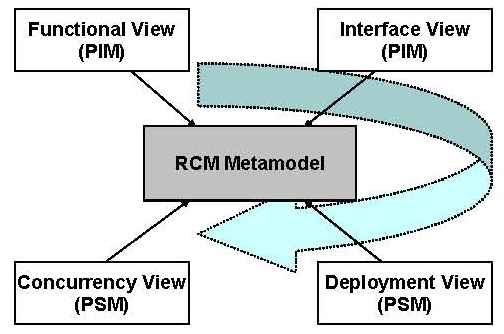 Functional View
(PIM)
Interface View
(PIM)
RCM Metamodel
Concurrency View
(PSM)
Deployment View
(PSM)